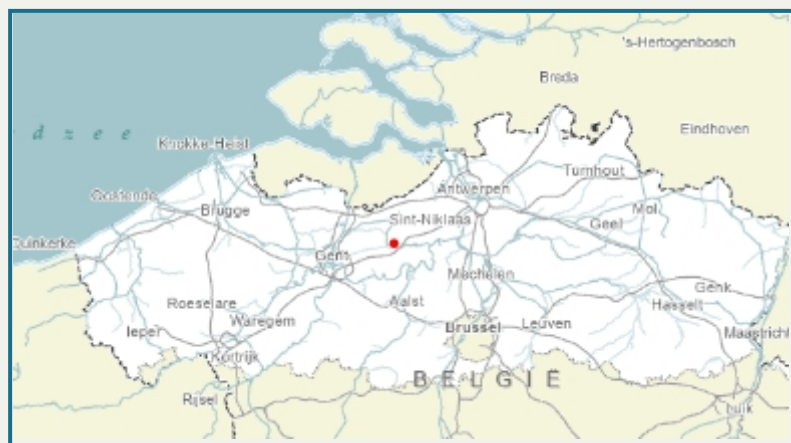 's-Hertogenbosch
Breda
d z e e
Eindhoven
Knokke-Heist
Turnhout
Antwerpen
Oostende
Brugge
Mol
Sint-Niklaas
Geel
Duinkerke
Gent
Mechelen
Genk
Roeselare
Aalst
Hasselt
Waregem
Ieper
Brussel
Leuven
Maastricht
Kortrijk
BELGIË
Rijsel
Luik